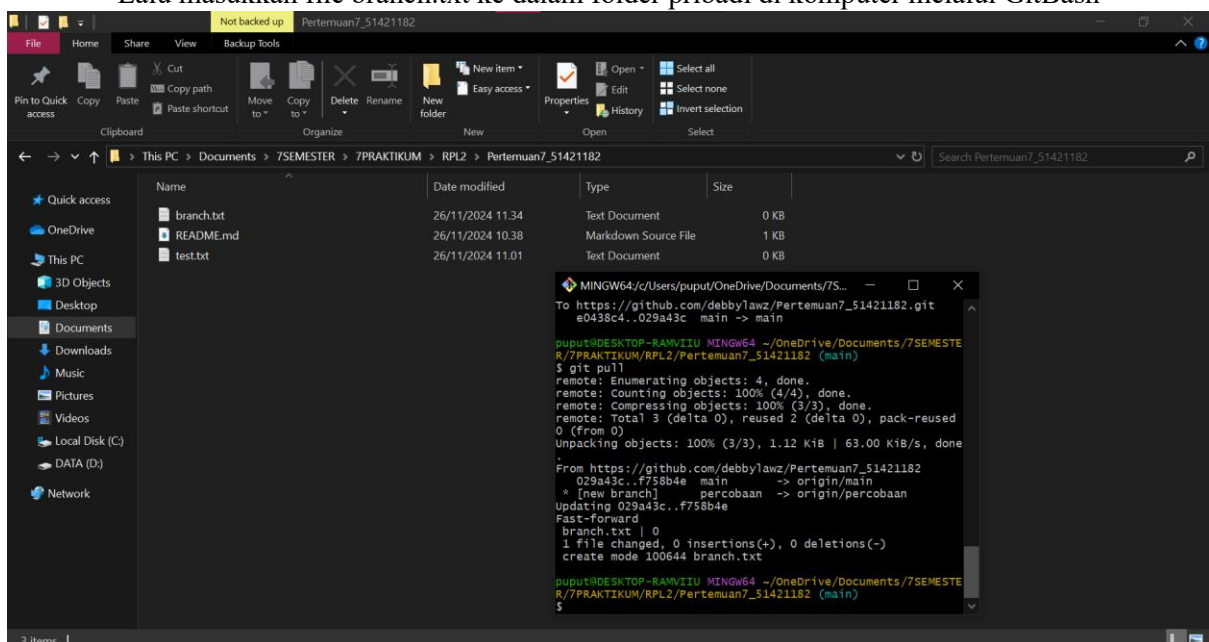 Lalu masukkan file branch.txt ke dalam folder pribadi di komputer melalui GitBash
Not backed up Pertemuan7_51421182
File Home Share View Backup Tools
Pin to Quick access
Copy
Paste
Cut
Copy path
Paste shortcut
Clipboard
Move to
Copy to
Delete
Rename
Organize
New folder
New item
Easy access
New
Properties
Open
Edit
History
Open
Select all
Select none
Invert selection
Select
This PC > Documents > 7SEMESTER > 7PRAKTIKUM > RPL2 > Pertemuan7_51421182
Search Pertemuan7_51421182
Quick access
OneDrive
This PC
3D Objects
Desktop
Documents
Downloads
Music
Pictures
Videos
Local Disk (C:)
DATA (D:)
Network
Name Date modified Type Size
branch.txt 26/11/2024 11.34 Text Document 0 KB
README.md 26/11/2024 10.38 Markdown Source File 1 KB
test.txt 26/11/2024 11.01 Text Document 0 KB
MINGW64:/c/Users/puput/OneDrive/Documents/7S...
To https://github.com/debbylawz/Pertemuan7_51421182.git
e0438c4..029a43c main -> main
puput@DESKTOP-RAMVIIU MINGW64 ~/OneDrive/Documents/7SEMESTE
R/7PRAKTIKUM/RPL2/Pertemuan7_51421182 (main)
$ git pull
remote: Enumerating objects: 4, done.
remote: Counting objects: 100% (4/4), done.
remote: Compressing objects: 100% (3/3), done.
remote: Total 3 (delta 0), reused 2 (delta 0), pack-reused
0 (from 0)
Unpacking objects: 100% (3/3), 1.12 KiB | 63.00 KiB/s, done
.
From https://github.com/debbylawz/Pertemuan7_51421182
029a43c..f758b4e main -> origin/main
* [new branch] percobaan -> origin/percobaan
Updating 029a43c..f758b4e
Fast-forward
branch.txt | 0
1 file changed, 0 insertions(+), 0 deletions(-)
create mode 100644 branch.txt
puput@DESKTOP-RAMVIIU MINGW64 ~/OneDrive/Documents/7SEMESTE
R/7PRAKTIKUM/RPL2/Pertemuan7_51421182 (main)
$
3 items